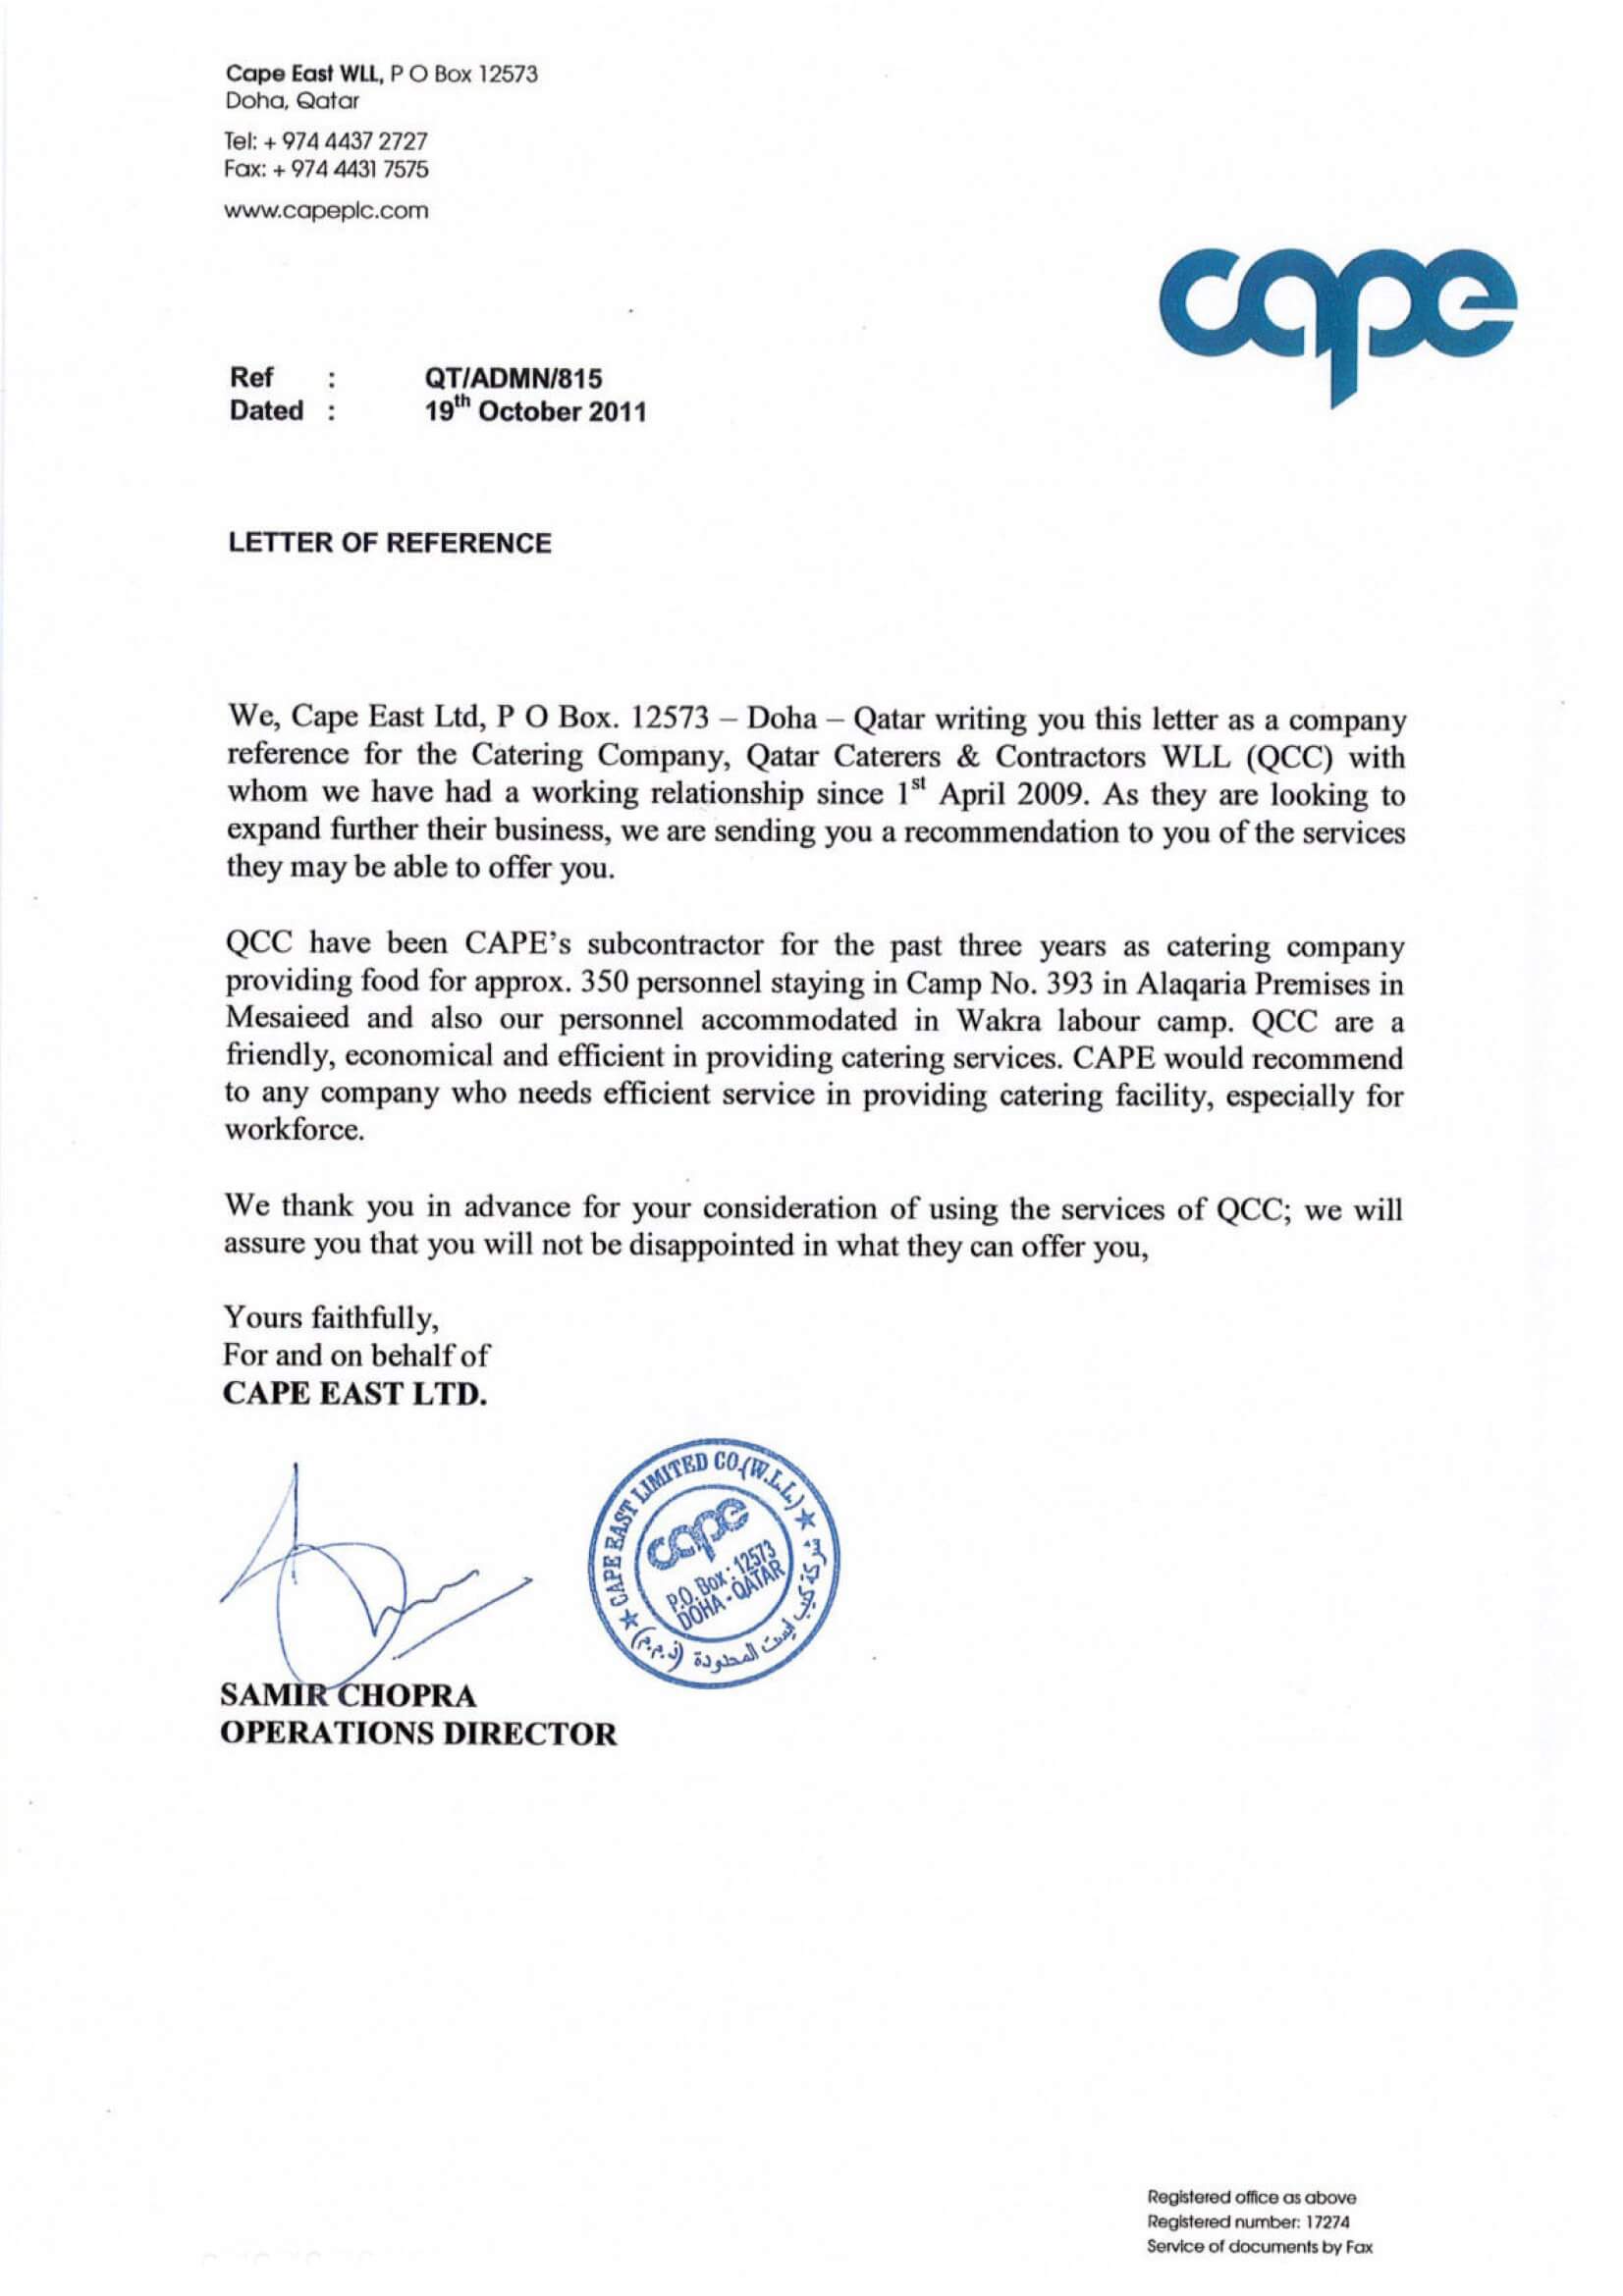 Cape East WLL, P O Box 12573
Doha, Qatar
Tel: + 974 4437 2727
Fax: + 974 4431 7575
www.capeplc.com
cape
Ref : QT/ADMN/815
Dated : 19th October 2011
LETTER OF REFERENCE
We, Cape East Ltd, P O Box. 12573 – Doha – Qatar writing you this letter as a company
reference for the Catering Company, Qatar Caterers & Contractors WLL (QCC) with
whom we have had a working relationship since 1st April 2009. As they are looking to
expand further their business, we are sending you a recommendation to you of the services
they may be able to offer you.
QCC have been CAPE's subcontractor for the past three years as catering company
providing food for approx. 350 personnel staying in Camp No. 393 in Alaqaria Premises in
Mesaieed and also our personnel accommodated in Wakra labour camp. QCC are a
friendly, economical and efficient in providing catering services. CAPE would recommend
to any company who needs efficient service in providing catering facility, especially for
workforce.
We thank you in advance for your consideration of using the services of QCC; we will
assure you that you will not be disappointed in what they can offer you,
Yours faithfully,
For and on behalf of
CAPE EAST LTD.
CAPE EAST LIMITED CO.(W.L.L)
cape
P.O. Box : 12573
DOHA - QATAR
شركة كيب ايست المحدودة (ذ.م.م)
SAMIR CHOPRA
OPERATIONS DIRECTOR
Registered office as above
Registered number: 17274
Service of documents by Fax